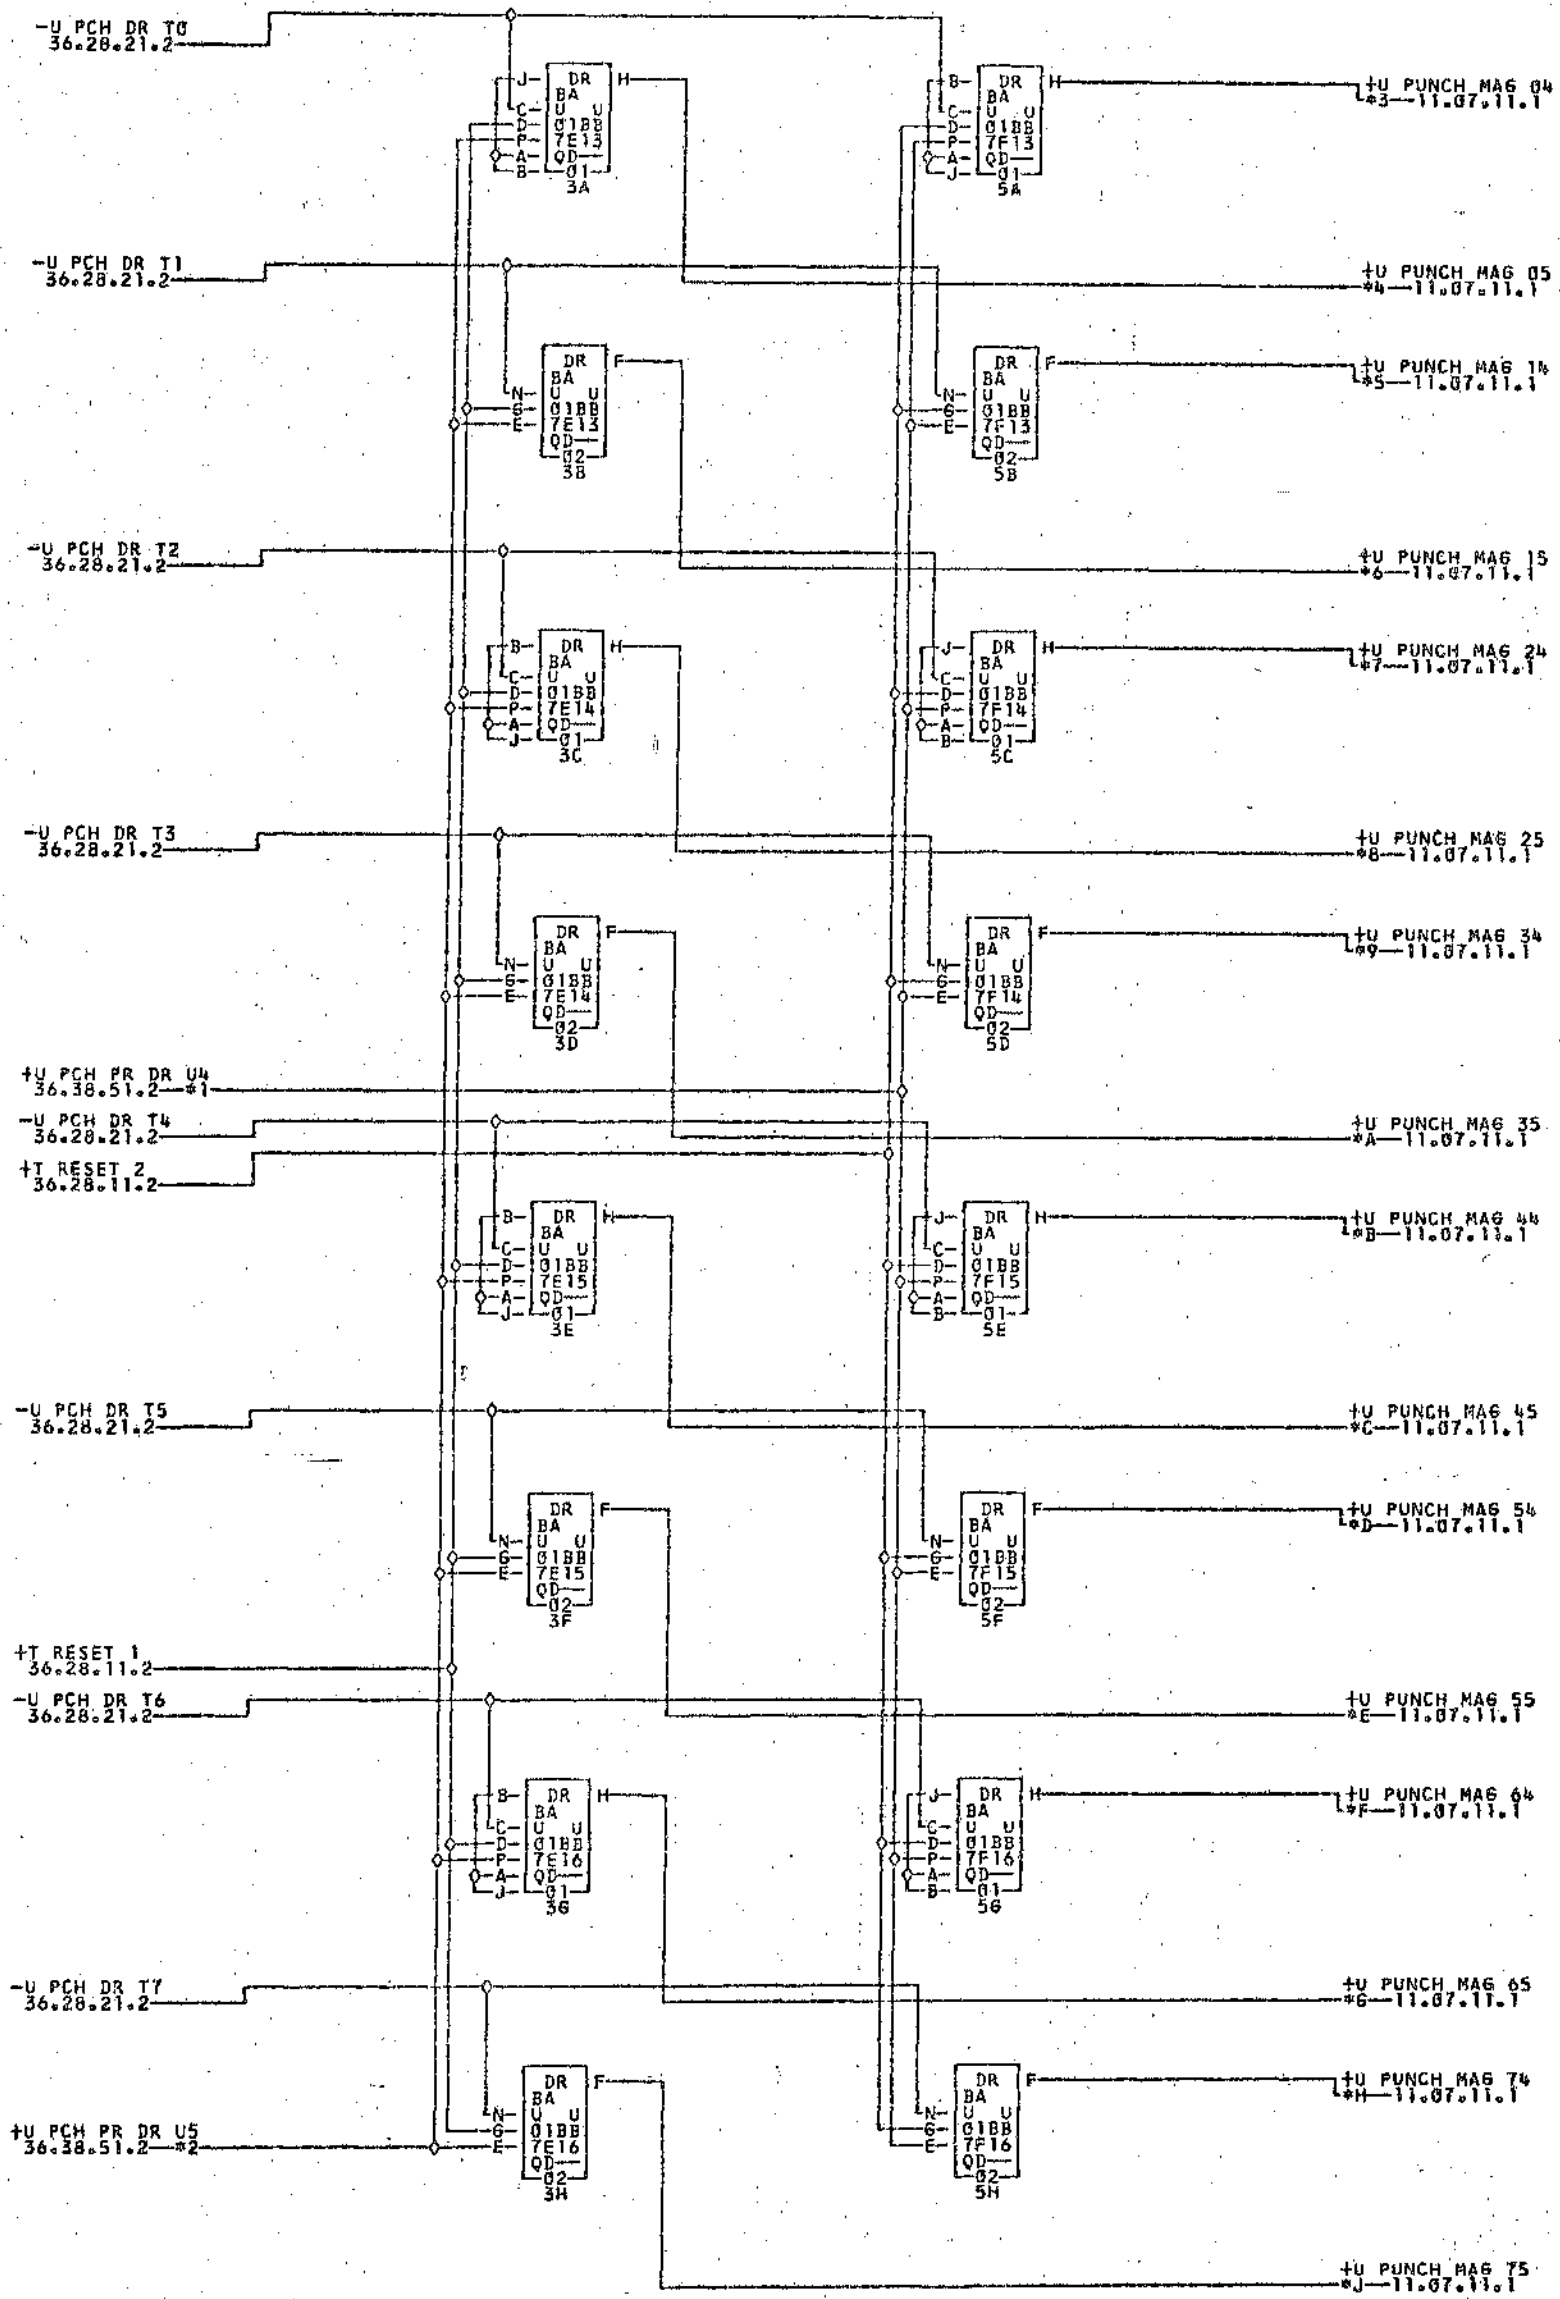 -U PCH DR T0
36.28.21.2
J- DR H
BA
C- U U
D- 01BB
P- 7E13
A- QD
B- 01
3A
B- DR H
BA
C- U U
D- 01BB
P- 7F13
A- QD
J- 01
5A
+U PUNCH MAG 04
*3—11.07.11.1
-U PCH DR T1
36.28.21.2
+U PUNCH MAG 05
*4—11.07.11.1
DR F
BA
N- U U
G- 01BB
E- 7E13
QD
02
3B
DR F
BA
N- U U
G- 01BB
E- 7F13
QD
02
5B
+U PUNCH MAG 14
*5—11.07.11.1
-U PCH DR T2
36.28.21.2
+U PUNCH MAG 15
*6—11.07.11.1
B- DR H
BA
C- U U
D- 01BB
P- 7E14
A- QD
J- 01
3C
J- DR H
BA
C- U U
D- 01BB
P- 7F14
A- QD
B- 01
5C
+U PUNCH MAG 24
*7—11.07.11.1
-U PCH DR T3
36.28.21.2
+U PUNCH MAG 25
*8—11.07.11.1
DR F
BA
N- U U
G- 01BB
E- 7E14
QD
02
3D
DR F
BA
N- U U
G- 01BB
E- 7F14
QD
02
5D
+U PUNCH MAG 34
*9—11.07.11.1
+U PCH PR DR U4
36.38.51.2—*1
-U PCH DR T4
36.28.21.2
+U PUNCH MAG 35
*A—11.07.11.1
+T RESET 2
36.28.11.2
B- DR H
BA
C- U U
D- 01BB
P- 7E15
A- QD
J- 01
3E
J- DR H
BA
C- U U
D- 01BB
P- 7F15
A- QD
B- 01
5E
+U PUNCH MAG 44
*B—11.07.11.1
-U PCH DR T5
36.28.21.2
+U PUNCH MAG 45
*C—11.07.11.1
DR F
BA
N- U U
G- 01BB
E- 7E15
QD
02
3F
DR F
BA
N- U U
G- 01BB
E- 7F15
QD
02
5F
+U PUNCH MAG 54
*D—11.07.11.1
+T RESET 1
36.28.11.2
-U PCH DR T6
36.28.21.2
+U PUNCH MAG 55
*E—11.07.11.1
B- DR H
BA
C- U U
D- 01BB
P- 7E16
A- QD
J- 01
3G
J- DR H
BA
C- U U
D- 01BB
P- 7F16
A- QD
B- 01
5G
+U PUNCH MAG 64
*F—11.07.11.1
-U PCH DR T7
36.28.21.2
+U PUNCH MAG 65
*G—11.07.11.1
DR F
BA
N- U U
G- 01BB
E- 7E16
QD
02
3H
DR F
BA
N- U U
G- 01BB
E- 7F16
QD
02
5H
+U PUNCH MAG 74
*H—11.07.11.1
+U PCH PR DR U5
36.38.51.2—*2
+U PUNCH MAG 75
*J—11.07.11.1